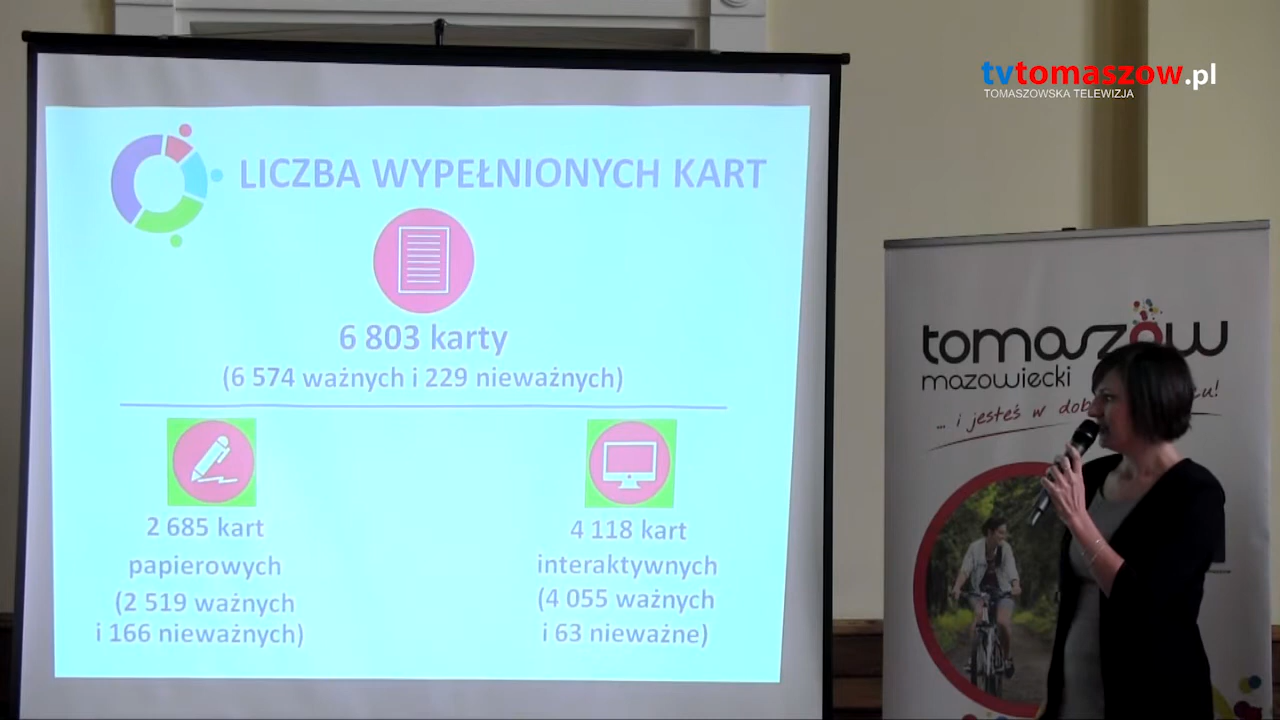 tvtomaszow.pl
TOMASZOWSKA TELEWIZJA
LICZBA WYPEŁNIONYCH KART
6 803 karty
(6 574 ważnych i 229 nieważnych)
2 685 kart
papierowych
(2 519 ważnych
i 166 nieważnych)
4 118 kart
interaktywnych
(4 055 ważnych
i 63 nieważne)
tomaszów
mazowiecki
... i jesteś w